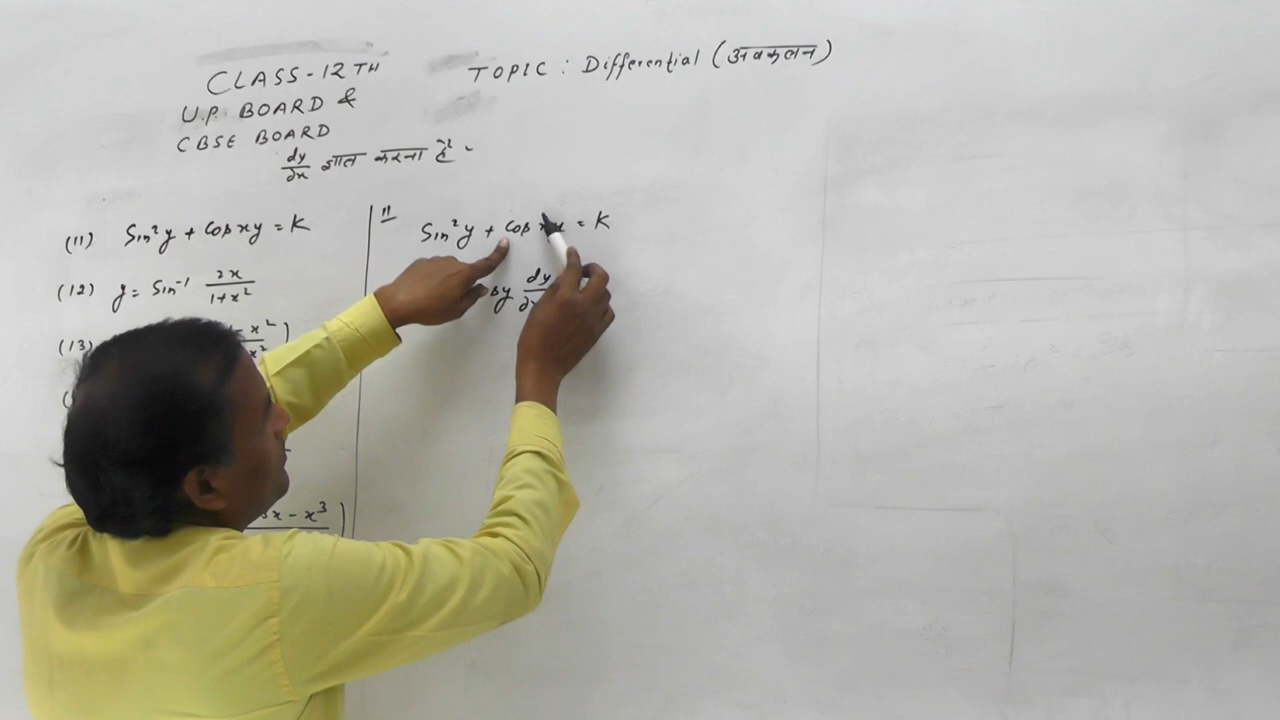 CLASS-12TH
TOPIC : Differential (अवकलन)
U.P. BOARD &
CBSE BOARD
dy/dx ज्ञात करना है -
(11) Sin²y + Cos xy = K
(12) y = Sin⁻¹ 2x/1+x²
(13)
3x - x³
11
Sin²y + Cos xy = K
dy